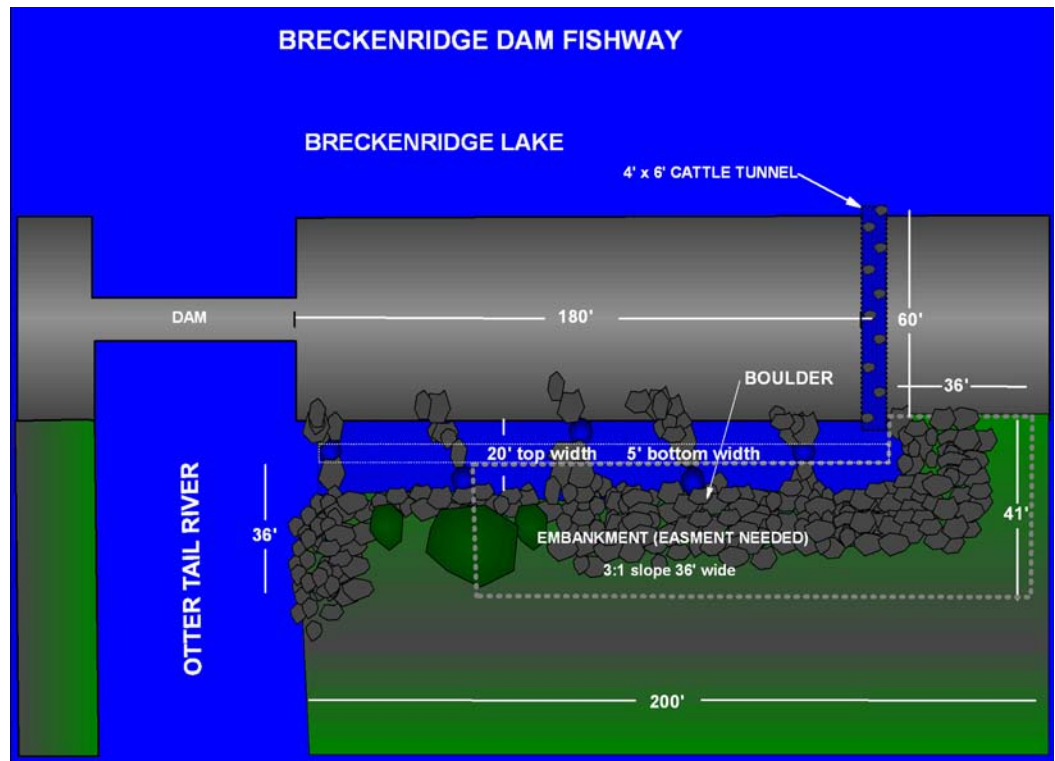 BRECKENRIDGE DAM FISHWAY
BRECKENRIDGE LAKE
4' x 6' CATTLE TUNNEL
DAM
180'
60'
36'
BOULDER
20' top width
5' bottom width
OTTER TAIL RIVER
36'
41'
EMBANKMENT (EASMENT NEEDED)
3:1 slope 36' wide
200'